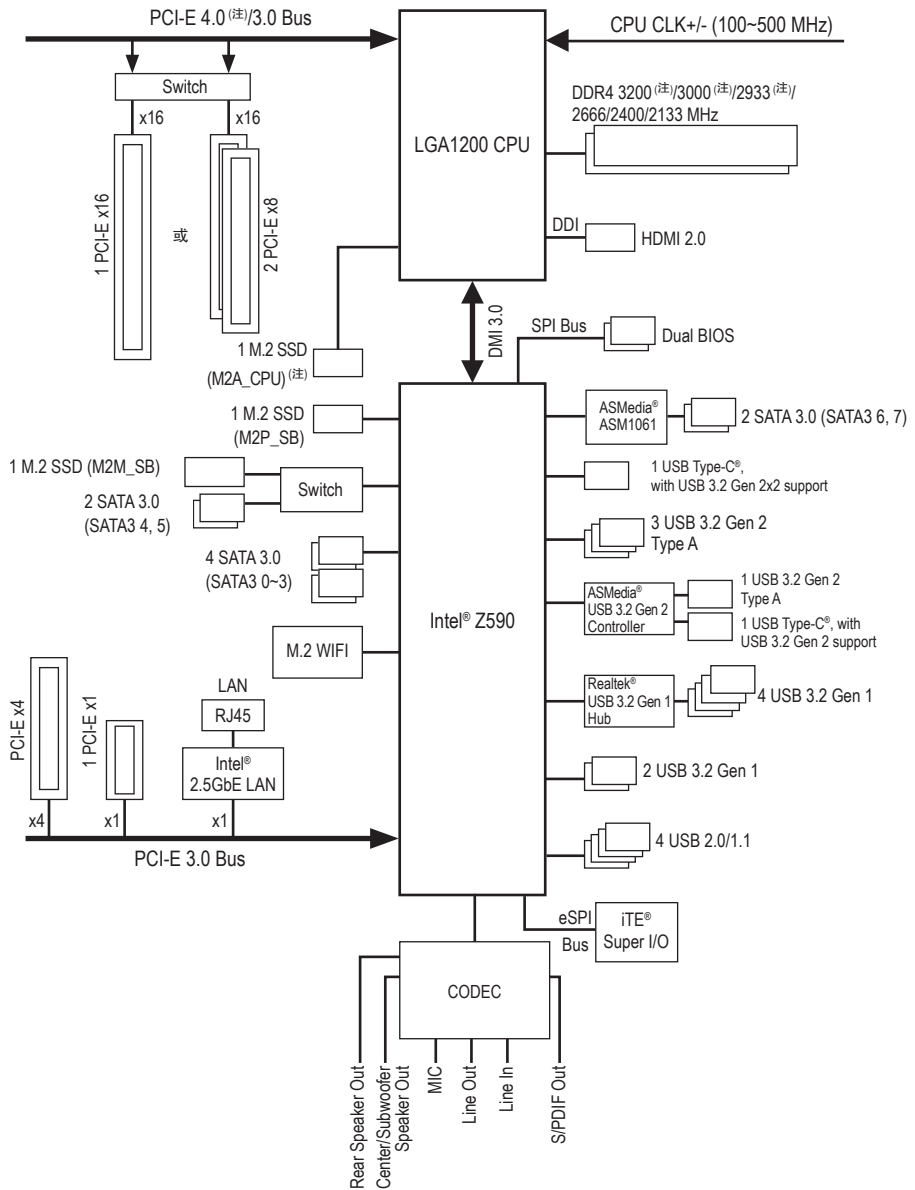 PCI-E 4.0 (注)/3.0 Bus
CPU CLK+/- (100~500 MHz)
Switch
x16
x16
1 PCI-E x16
或
2 PCI-E x8
LGA1200 CPU
DDR4 3200 (注)/3000 (注)/2933 (注)/
2666/2400/2133 MHz
DDI
HDMI 2.0
DMI 3.0
SPI Bus
Dual BIOS
1 M.2 SSD
(M2A_CPU) (注)
1 M.2 SSD
(M2P_SB)
1 M.2 SSD (M2M_SB)
2 SATA 3.0
(SATA3 4, 5)
Switch
4 SATA 3.0
(SATA3 0~3)
M.2 WIFI
Intel® Z590
ASMedia®
ASM1061
2 SATA 3.0 (SATA3 6, 7)
1 USB Type-C®,
with USB 3.2 Gen 2x2 support
3 USB 3.2 Gen 2
Type A
ASMedia®
USB 3.2 Gen 2
Controller
1 USB 3.2 Gen 2
Type A
1 USB Type-C®, with
USB 3.2 Gen 2 support
Realtek®
USB 3.2 Gen 1
Hub
4 USB 3.2 Gen 1
2 USB 3.2 Gen 1
4 USB 2.0/1.1
PCI-E x4
1 PCI-E x1
LAN
RJ45
Intel®
2.5GbE LAN
x4
x1
x1
PCI-E 3.0 Bus
eSPI
Bus
iTE®
Super I/O
CODEC
Rear Speaker Out
Center/Subwoofer
Speaker Out
MIC
Line Out
Line In
S/PDIF Out